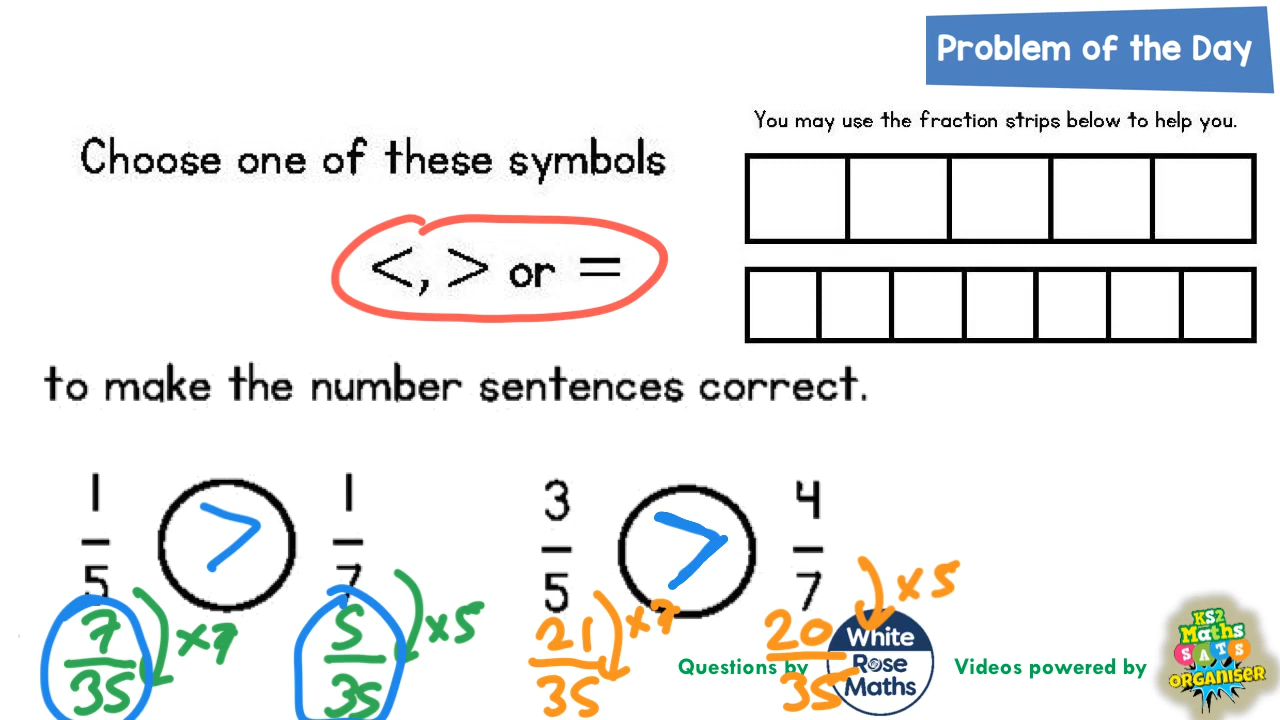 Problem of the Day
You may use the fraction strips below to help you.
Choose one of these symbols
<, > or =
to make the number sentences correct.
1/5 > 1/7
3/5 > 4/7
7/35 ×7
5/35 ×5
21/35 ×7
20/35 ×5
Questions by
White
Rose
Maths
Videos powered by
KS2
Maths
SATS
ORGANISER